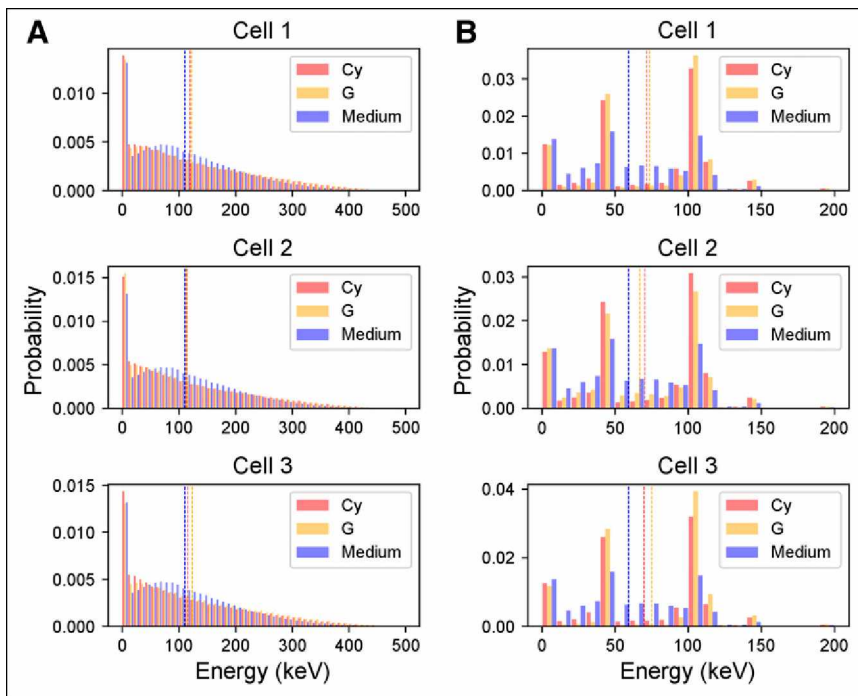 A
B
Cell 1
0.010
0.005
0.000
Cy
G
Medium
0 100 200 300 400 500
Cell 1
0.03
0.02
0.01
0.00
Cy
G
Medium
0 50 100 150 200
Cell 2
Probability
0.015
0.010
0.005
0.000
Cy
G
Medium
0 100 200 300 400 500
Cell 2
Probability
0.03
0.02
0.01
0.00
Cy
G
Medium
0 50 100 150 200
Cell 3
0.015
0.010
0.005
0.000
Cy
G
Medium
0 100 200 300 400 500
Energy (keV)
Cell 3
0.04
0.02
0.00
Cy
G
Medium
0 50 100 150 200
Energy (keV)